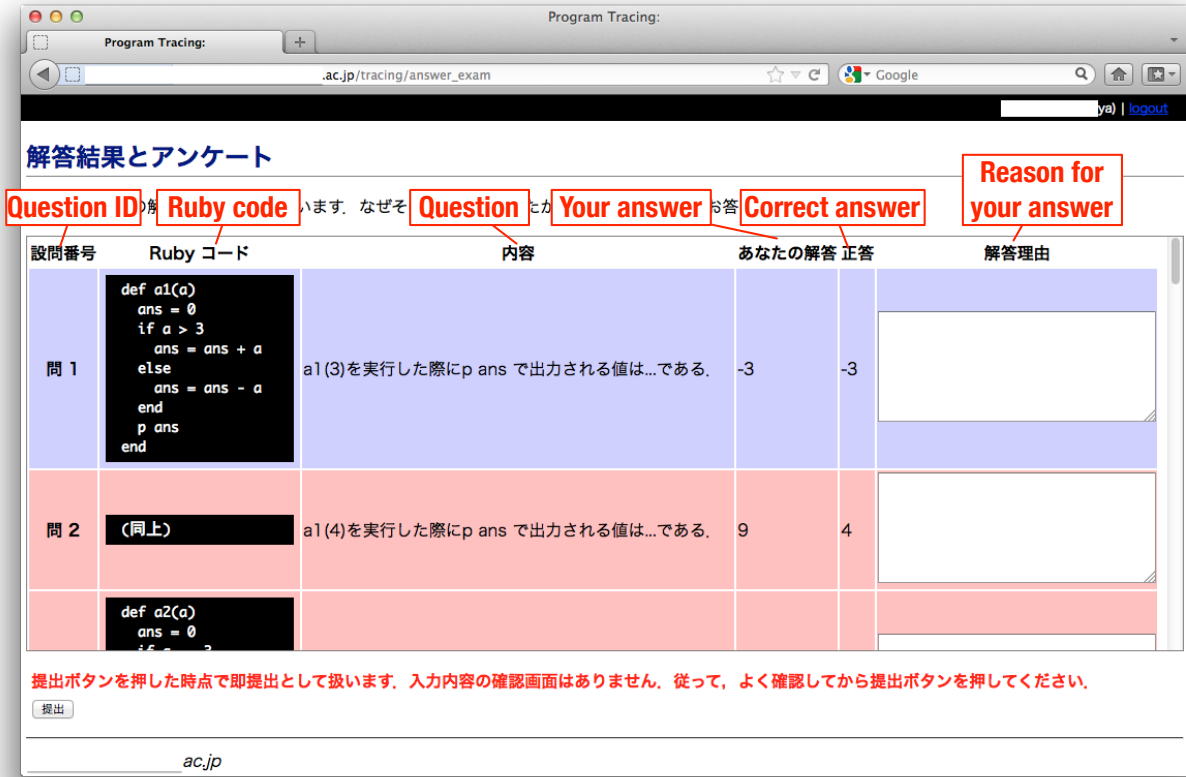 Program Tracing:
Program Tracing:
.ac.jp/tracing/answer_exam
Google
ya) | logout
解答結果とアンケート
Reason for your answer
Question ID
Ruby code
います．なぜそ
Question
たか
Your answer
お答
Correct answer
設問番号 Ruby コード 内容 あなたの解答 正答 解答理由
def a1(a)
ans = 0
if a > 3
ans = ans + a
else
ans = ans - a
end
p ans
end
問 1
a1(3)を実行した際にp ans で出力される値は...である． -3 -3
問 2 (同上) a1(4)を実行した際にp ans で出力される値は...である． 9 4
def a2(a)
ans = 0
提出ボタンを押した時点で即提出として扱います．入力内容の確認画面はありません．従って，よく確認してから提出ボタンを押してください．
提出
ac.jp